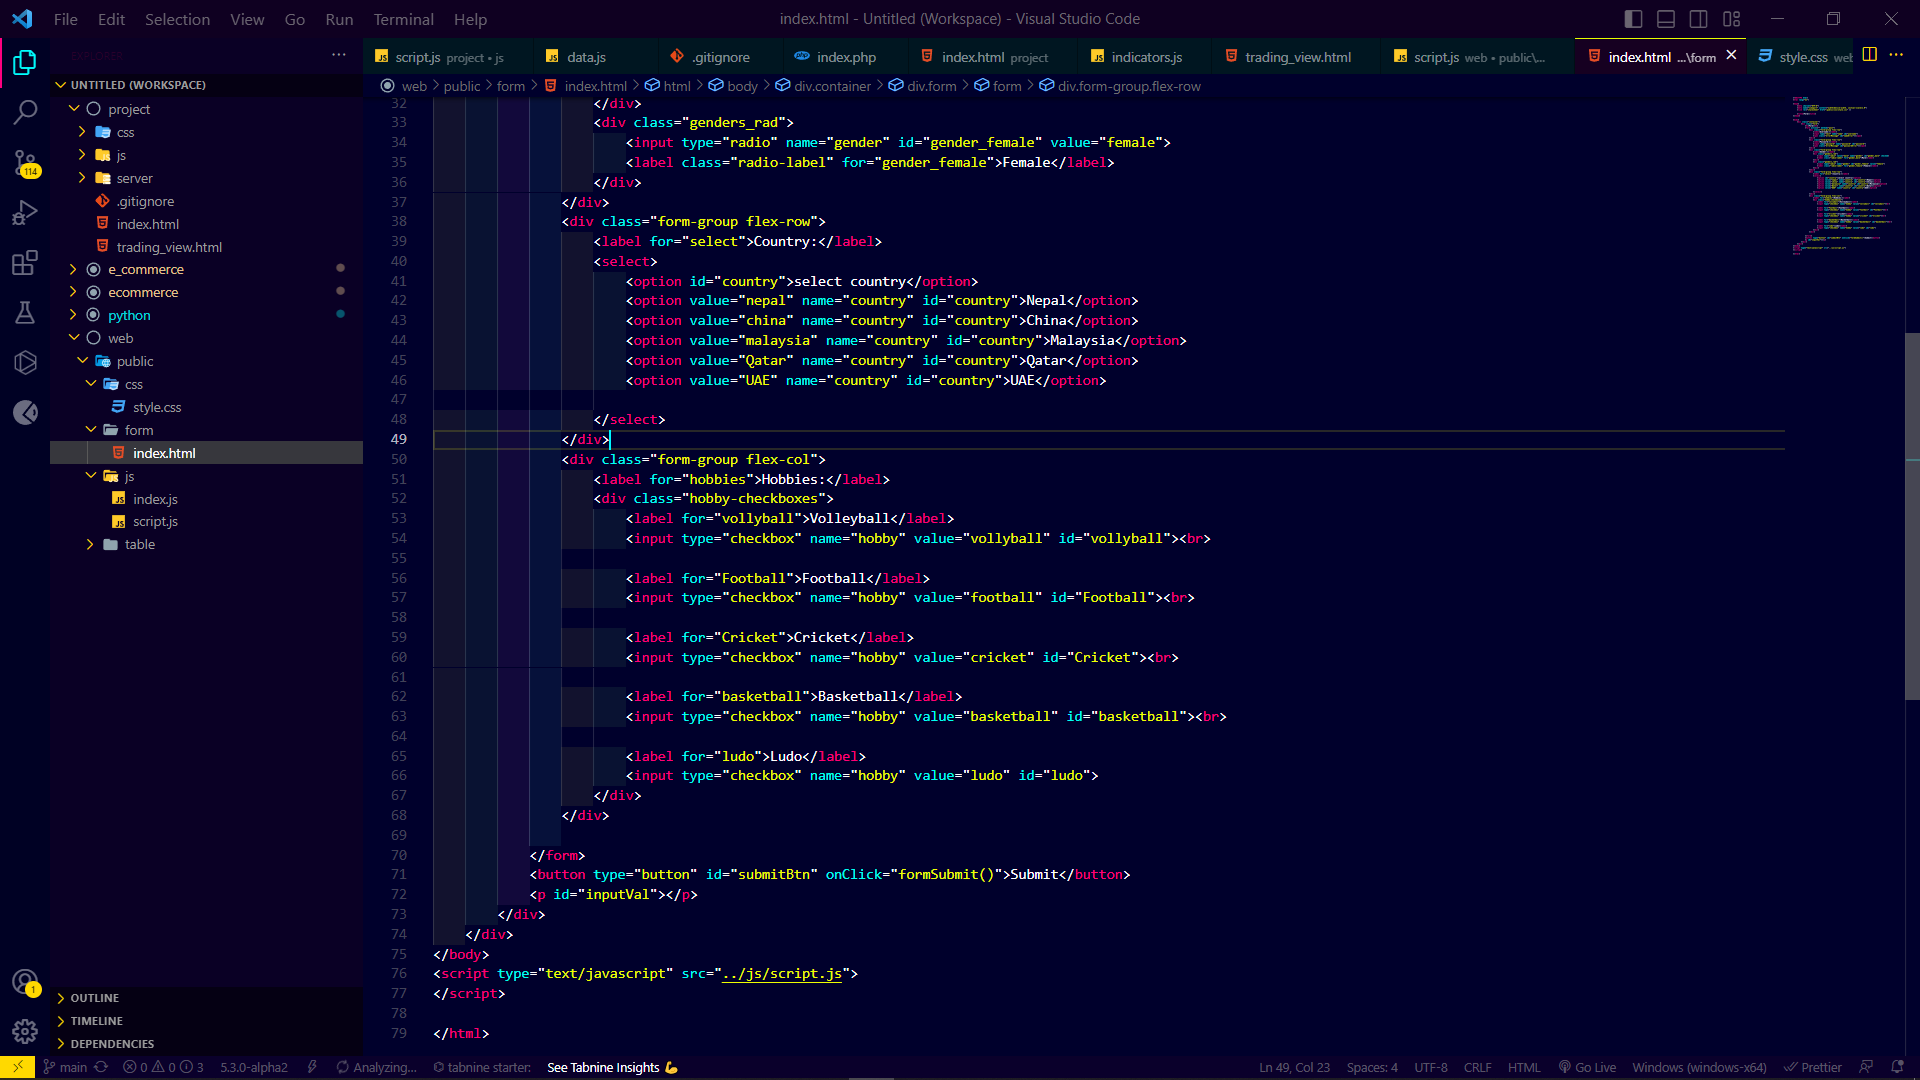 File Edit Selection View Go Run Terminal Help
index.html - Untitled (Workspace) - Visual Studio Code
EXPLORER
script.js project • js
data.js
.gitignore
index.php
index.html project
indicators.js
trading_view.html
script.js web • public\...
index.html ...\form
style.css web
web > public > form > index.html > html > body > div.container > div.form > form > div.form-group.flex-row
UNTITLED (WORKSPACE)
project
css
js
server
.gitignore
index.html
trading_view.html
e_commerce
ecommerce
python
web
public
css
style.css
form
index.html
js
index.js
script.js
table
OUTLINE
TIMELINE
DEPENDENCIES
114
1
32 </div>
33 <div class="genders_rad">
34 <input type="radio" name="gender" id="gender_female" value="female">
35 <label class="radio-label" for="gender_female">Female</label>
36 </div>
37 </div>
38 <div class="form-group flex-row">
39 <label for="select">Country:</label>
40 <select>
41 <option id="country">select country</option>
42 <option value="nepal" name="country" id="country">Nepal</option>
43 <option value="china" name="country" id="country">China</option>
44 <option value="malaysia" name="country" id="country">Malaysia</option>
45 <option value="Qatar" name="country" id="country">Qatar</option>
46 <option value="UAE" name="country" id="country">UAE</option>
47
48 </select>
49 </div>
50 <div class="form-group flex-col">
51 <label for="hobbies">Hobbies:</label>
52 <div class="hobby-checkboxes">
53 <label for="vollyball">Volleyball</label>
54 <input type="checkbox" name="hobby" value="vollyball" id="vollyball"><br>
55
56 <label for="Football">Football</label>
57 <input type="checkbox" name="hobby" value="football" id="Football"><br>
58
59 <label for="Cricket">Cricket</label>
60 <input type="checkbox" name="hobby" value="cricket" id="Cricket"><br>
61
62 <label for="basketball">Basketball</label>
63 <input type="checkbox" name="hobby" value="basketball" id="basketball"><br>
64
65 <label for="ludo">Ludo</label>
66 <input type="checkbox" name="hobby" value="ludo" id="ludo">
67 </div>
68 </div>
69
70 </form>
71 <button type="button" id="submitBtn" onClick="formSubmit()">Submit</button>
72 <p id="inputVal"></p>
73 </div>
74 </div>
75 </body>
76 <script type="text/javascript" src="../js/script.js">
77 </script>
78
79 </html>
main 0 0 3 5.3.0-alpha2 Analyzing... tabnine starter: See Tabnine Insights 💪 Ln 49, Col 23 Spaces: 4 UTF-8 CRLF HTML Go Live Windows (windows-x64) Prettier